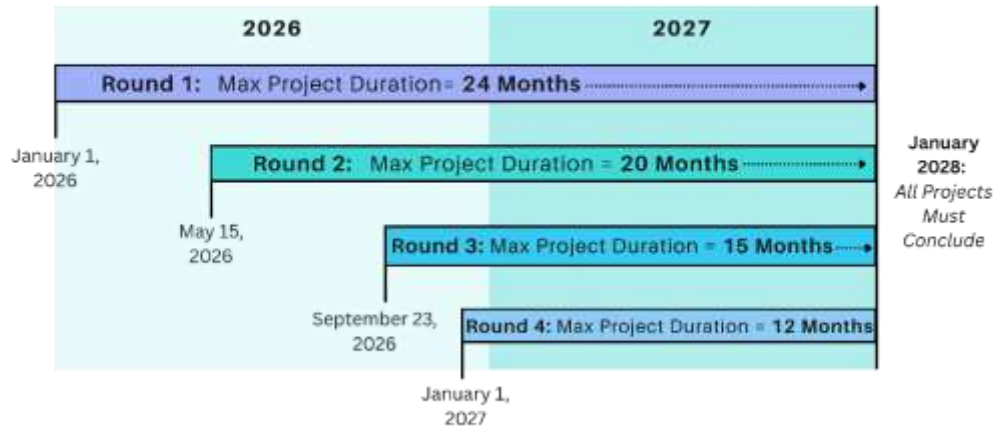 2026 2027
Round 1: Max Project Duration= 24 Months
January 1,
2026
Round 2: Max Project Duration = 20 Months
May 15,
2026
Round 3: Max Project Duration = 15 Months
September 23,
2026
Round 4: Max Project Duration = 12 Months
January 1,
2027
January
2028:
All Projects
Must
Conclude